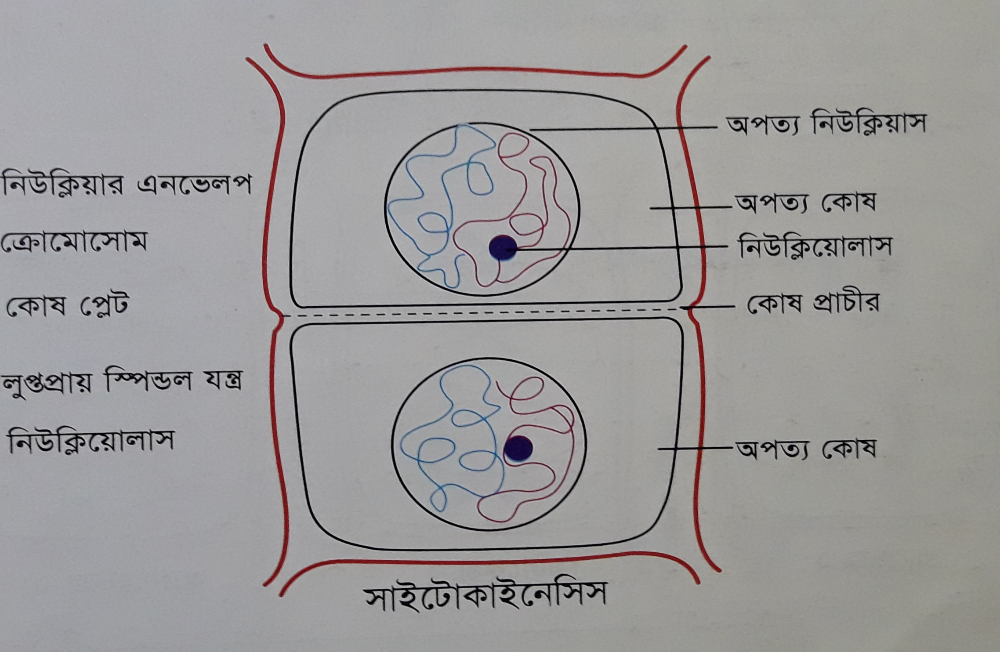 অপত্য নিউক্লিয়াস
নিউক্লিয়ার এনভেলপ
অপত্য কোষ
ক্রোমোসোম
নিউক্লিয়োলাস
কোষ প্লেট
কোষ প্রাচীর
লুপ্তপ্রায় স্পিন্ডল যন্ত্র
নিউক্লিয়োলাস
অপত্য কোষ
সাইটোকাইনেসিস